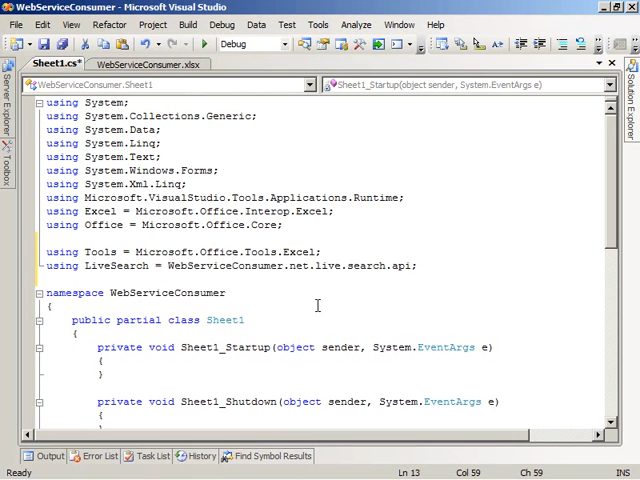 WebServiceConsumer - Microsoft Visual Studio
File Edit View Refactor Project Build Debug Data Test Tools Analyze Window Help
Debug
Sheet1.cs* WebServiceConsumer.xlsx
WebServiceConsumer.Sheet1 Sheet1_Startup(object sender, System.EventArgs e)
Server Explorer
Toolbox
Solution Explorer
using System;
using System.Collections.Generic;
using System.Data;
using System.Linq;
using System.Text;
using System.Windows.Forms;
using System.Xml.Linq;
using Microsoft.VisualStudio.Tools.Applications.Runtime;
using Excel = Microsoft.Office.Interop.Excel;
using Office = Microsoft.Office.Core;
using Tools = Microsoft.Office.Tools.Excel;
using LiveSearch = WebServiceConsumer.net.live.search.api;
namespace WebServiceConsumer
{
public partial class Sheet1
{
private void Sheet1_Startup(object sender, System.EventArgs e)
{
}
private void Sheet1_Shutdown(object sender, System.EventArgs e)
{
}
Output Error List Task List History Find Symbol Results
Ready Ln 13 Col 59 Ch 59 INS